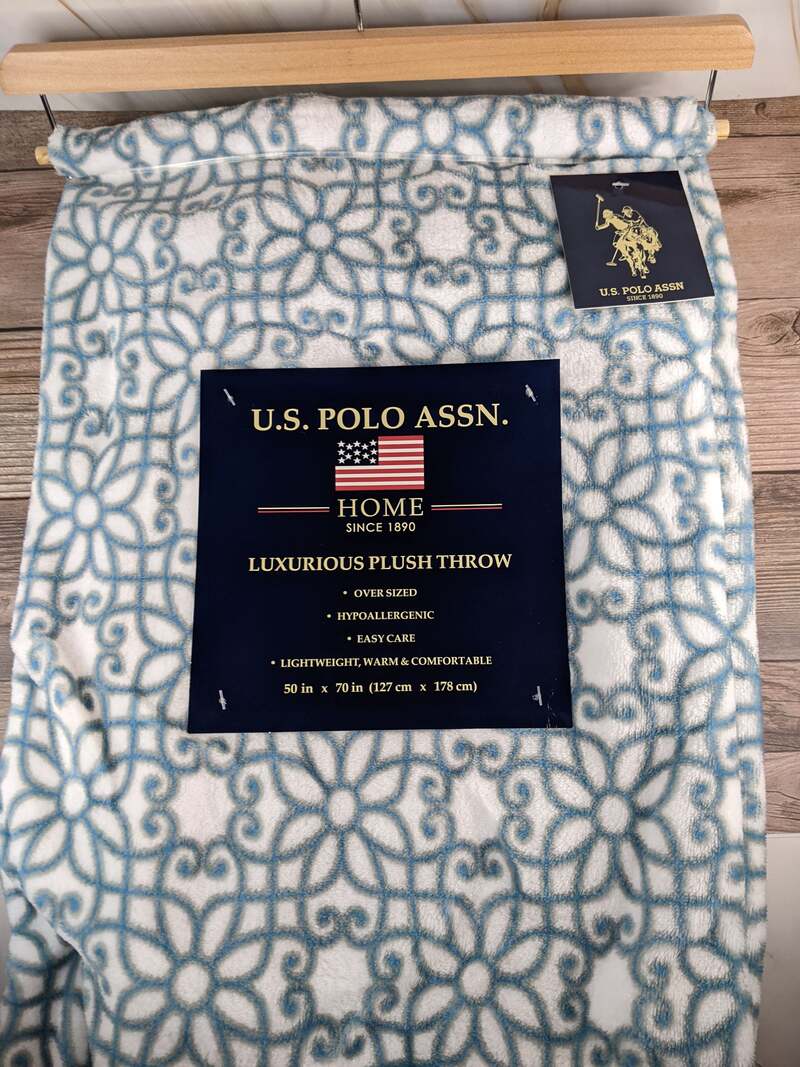 U.S. POLO ASSN
SINCE 1890
U.S. POLO ASSN.
HOME
SINCE 1890
LUXURIOUS PLUSH THROW
• OVER SIZED
• HYPOALLERGENIC
• EASY CARE
• LIGHTWEIGHT, WARM & COMFORTABLE
50 in x 70 in (127 cm x 178 cm)